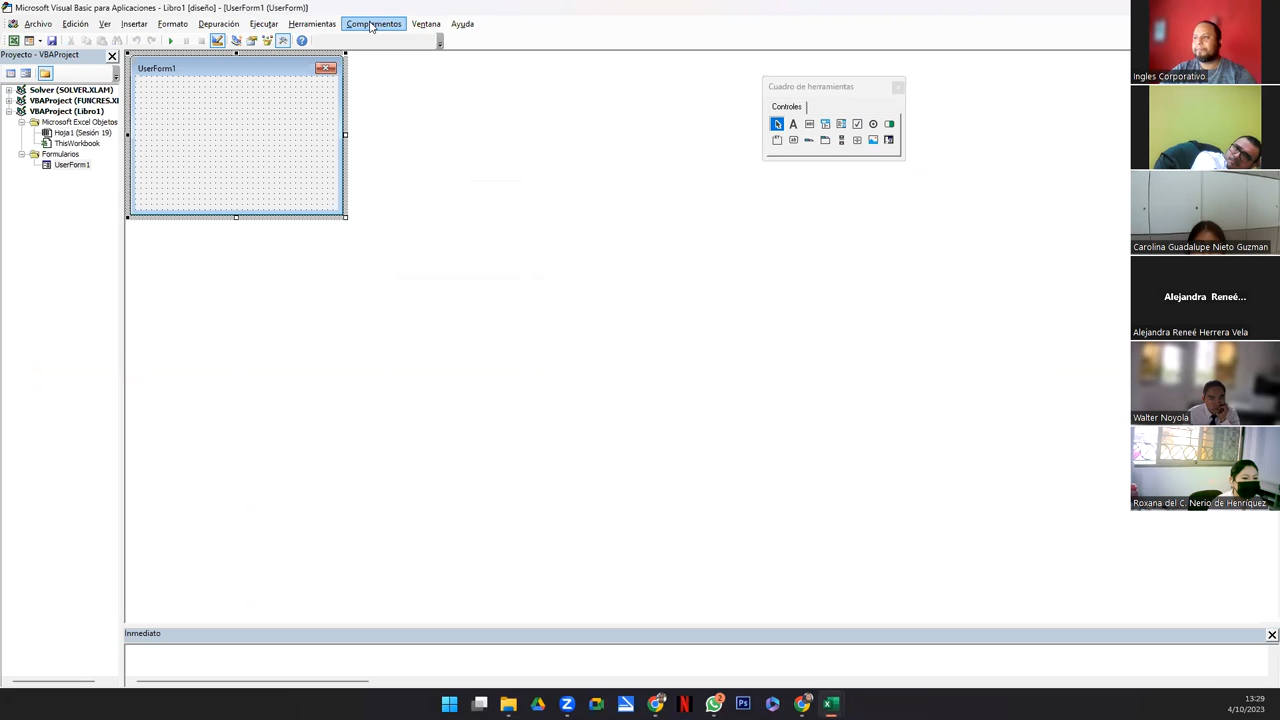 Microsoft Visual Basic para Aplicaciones - Libro1 [diseño] - [UserForm1 (UserForm)]
Archivo Edición Ver Insertar Formato Depuración Ejecutar Herramientas Complementos Ventana Ayuda
Proyecto - VBAProject
Solver (SOLVER.XLAM)
VBAProject (FUNCRES.XL
VBAProject (Libro1)
Microsoft Excel Objetos
Hoja1 (Sesión 19)
ThisWorkbook
Formularios
UserForm1
UserForm1
Cuadro de herramientas
Controles
Inmediato
Ingles Corporativo
Carolina Guadalupe Nieto Guzman
Alejandra Reneé...
Alejandra Reneé Herrera Vela
Walter Noyola
Roxana del C. Nerio de Henríquez
2
13:29
4/10/2023